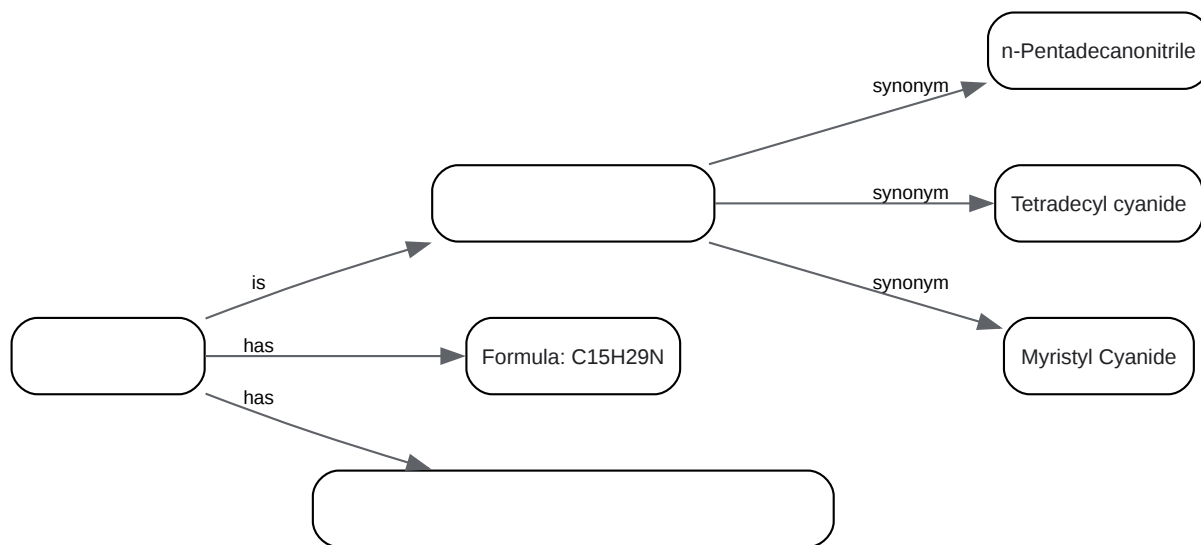 n-Pentadecanonitrile
synonym
synonym
Tetradecyl cyanide
synonym
is
has
Formula: C15H29N
Myristyl Cyanide
has